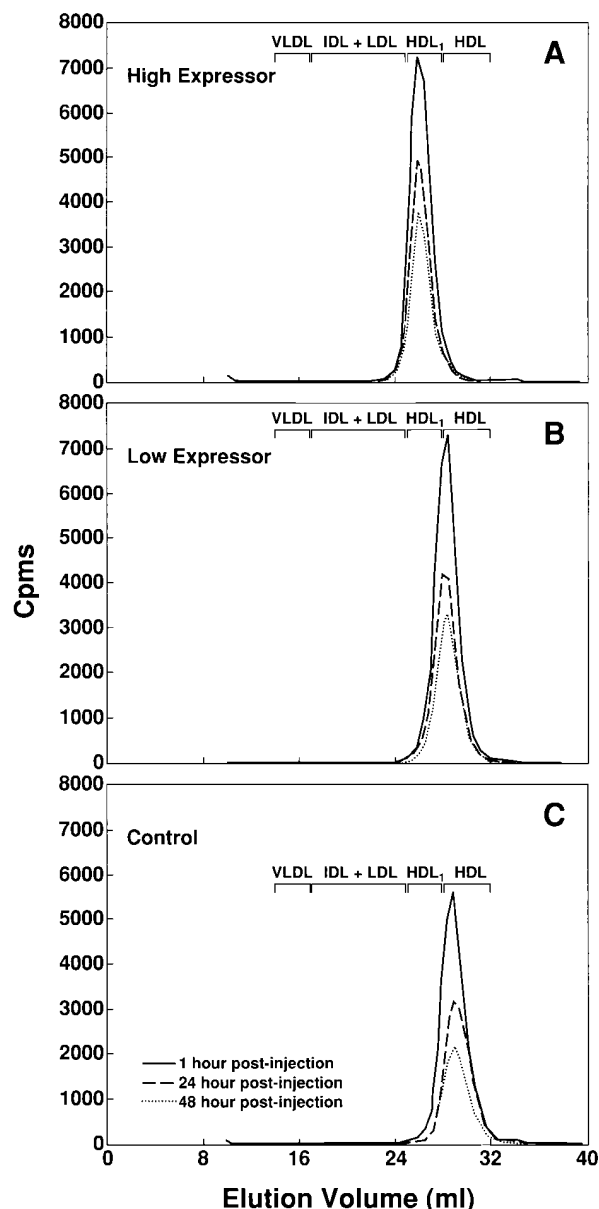 8000
VLDL IDL + LDL HDL1 HDL
A
7000
High Expressor
6000
5000
4000
3000
2000
1000
0
8000
VLDL IDL + LDL HDL1 HDL
B
7000
Low Expressor
6000
5000
4000
3000
2000
1000
0
Cpms
8000
C
7000
Control
6000
VLDL IDL + LDL HDL1 HDL
5000
4000
3000
2000
1 hour post-injection
24 hour post-injection
1000
48 hour post-injection
0
0 8 16 24 32 40
Elution Volume (ml)